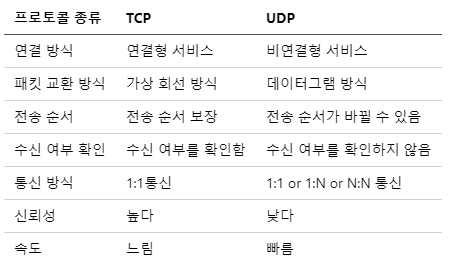 프로토콜 종류 TCP UDP
연결 방식 연결형 서비스 비연결형 서비스
패킷 교환 방식 가상 회선 방식 데이터그램 방식
전송 순서 전송 순서 보장 전송 순서가 바뀔 수 있음
수신 여부 확인 수신 여부를 확인함 수신 여부를 확인하지 않음
통신 방식 1:1통신 1:1 or 1:N or N:N 통신
신뢰성 높다 낮다
속도 느림 빠름